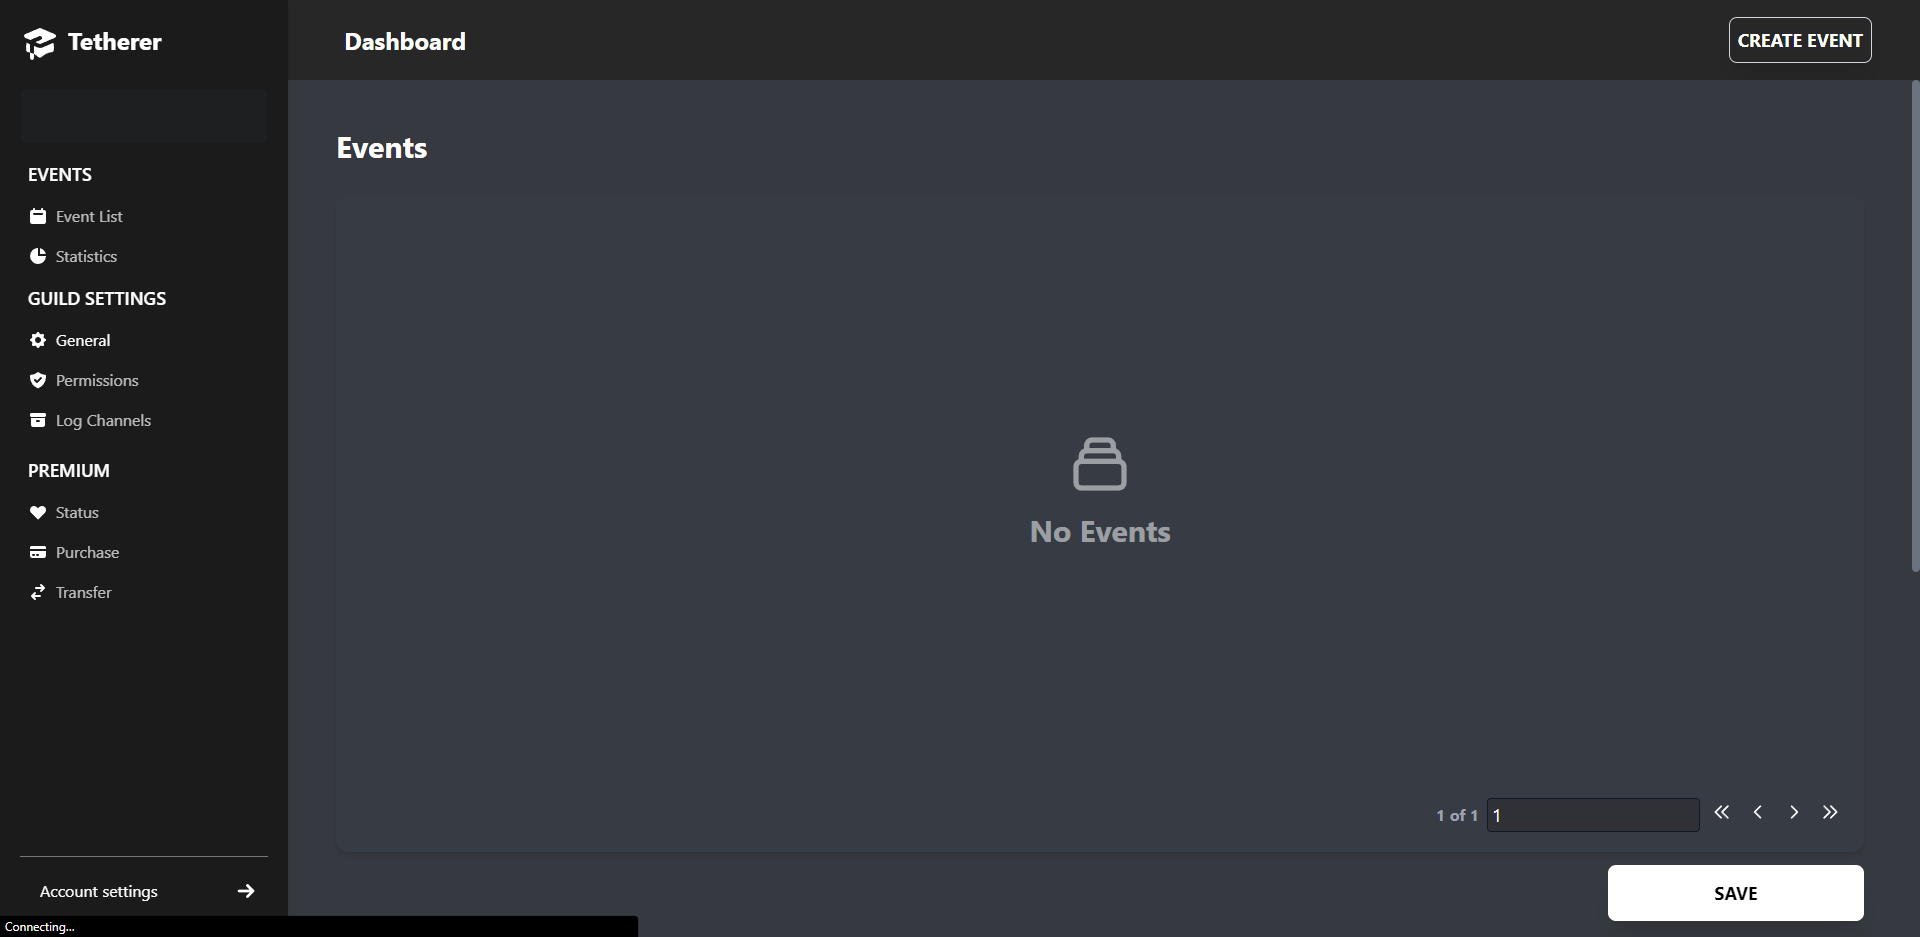 Tetherer
Dashboard
CREATE EVENT
EVENTS
Event List
Statistics
GUILD SETTINGS
General
Permissions
Log Channels
PREMIUM
Status
Purchase
Transfer
Account settings
Connecting...
Events
No Events
1 of 1
1
SAVE